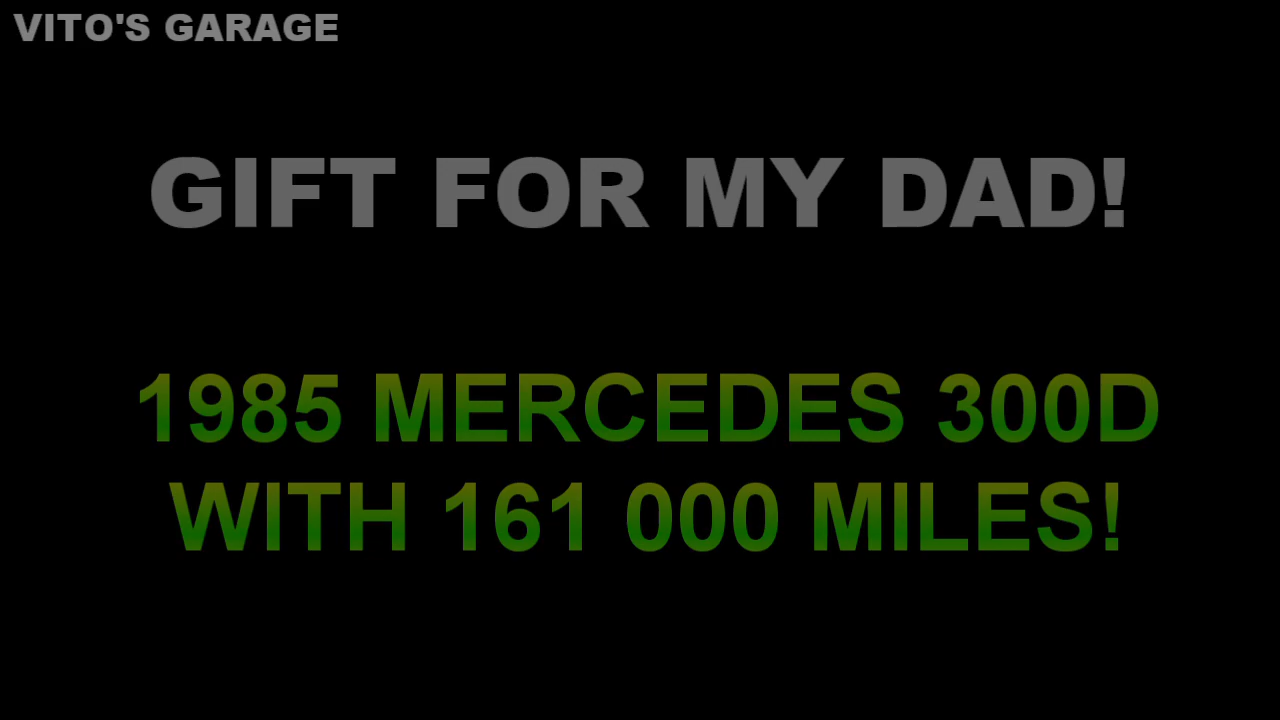 VITO'S GARAGE
GIFT FOR MY DAD!
1985 MERCEDES 300D
WITH 161 000 MILES!